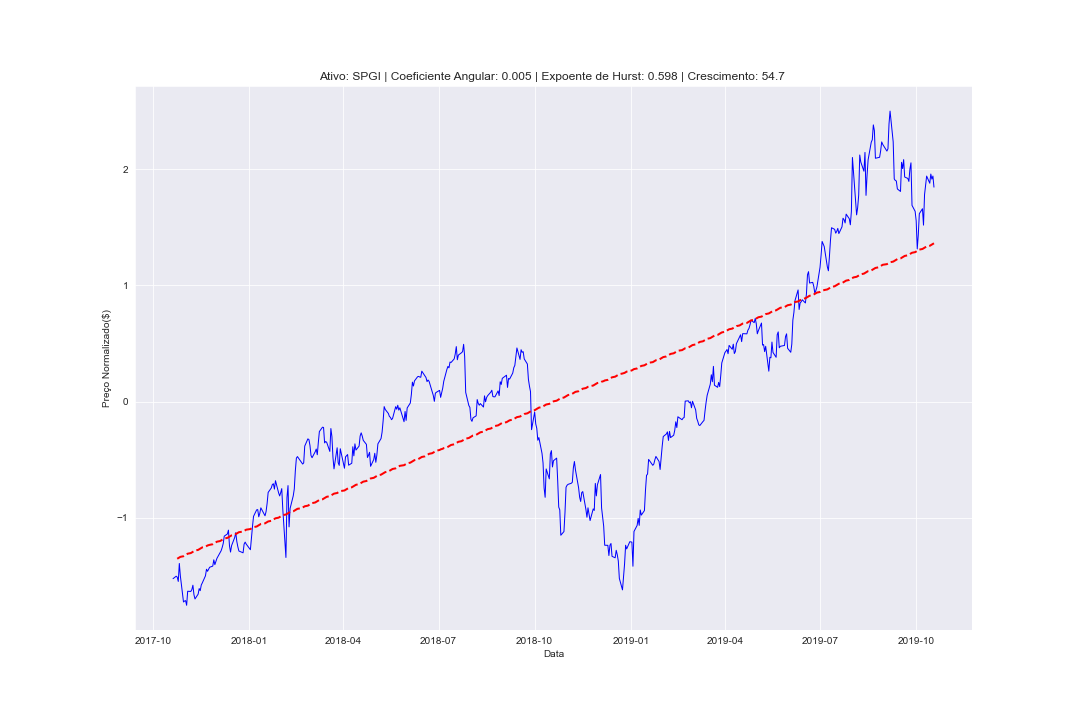 Ativo: SPGI | Coeficiente Angular: 0.005 | Expoente de Hurst: 0.598 | Crescimento: 54.7
Preço Normalizado($)
2
1
0
−1
2017-10 2018-01 2018-04 2018-07 2018-10 2019-01 2019-04 2019-07 2019-10
Data